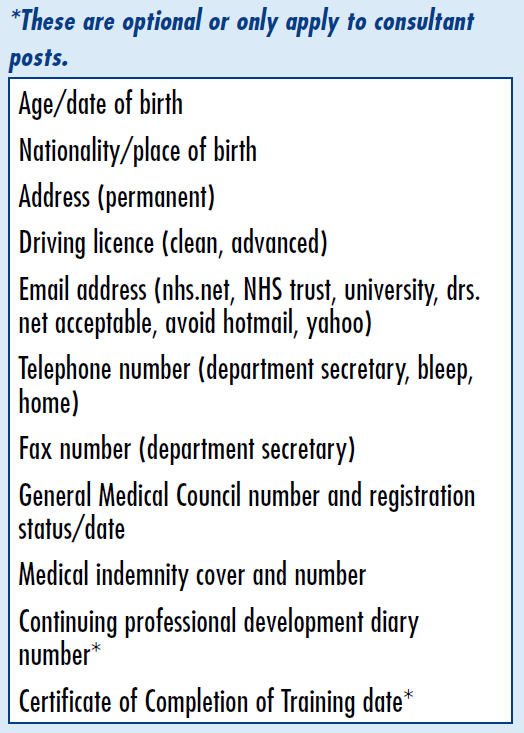 *These are optional or only apply to consultant
posts.
Age/date of birth
Nationality/place of birth
Address (permanent)
Driving licence (clean, advanced)
Email address (nhs.net, NHS trust, university, drs.
net acceptable, avoid hotmail, yahoo)
Telephone number (department secretary, bleep,
home)
Fax number (department secretary)
General Medical Council number and registration
status/date
Medical indemnity cover and number
Continuing professional development diary
number*
Certificate of Completion of Training date*